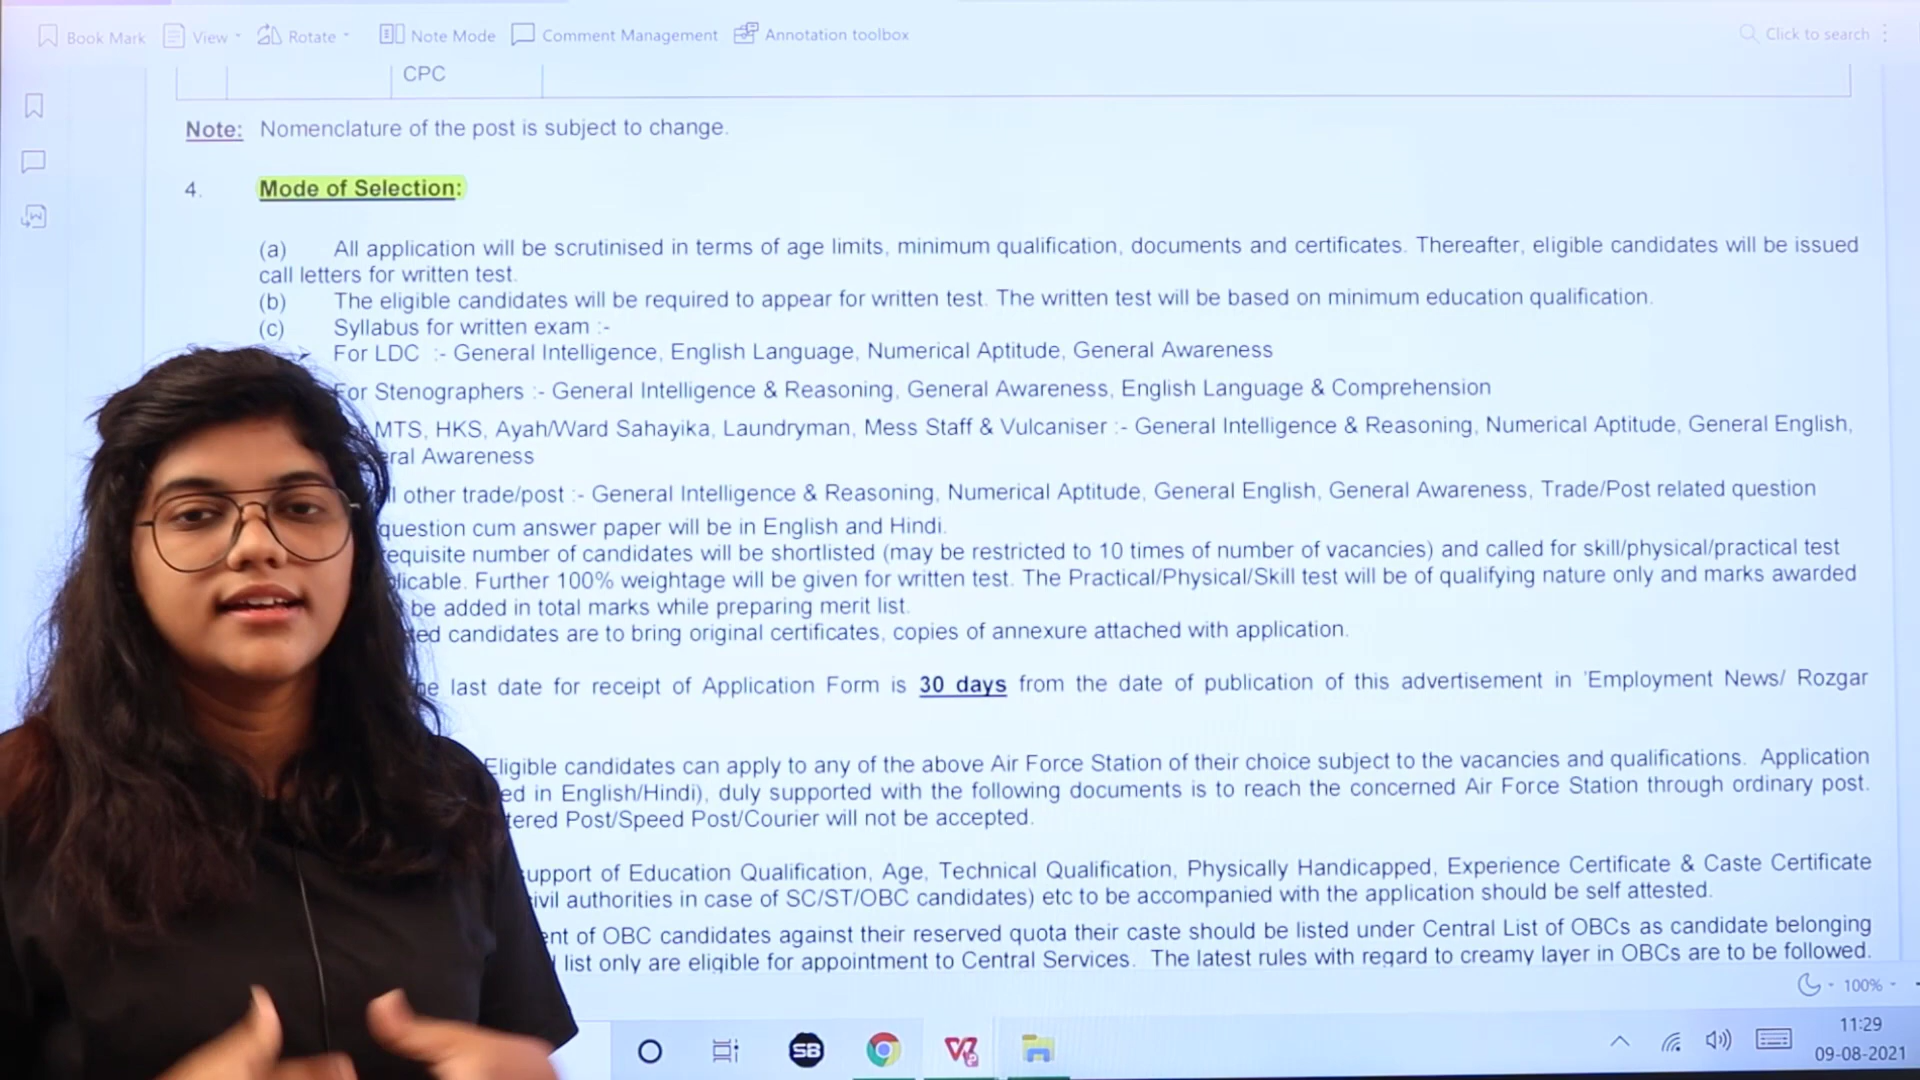 Book Mark View Rotate Note Mode Comment Management Annotation toolbox Click to search
CPC
Note: Nomenclature of the post is subject to change.
4. Mode of Selection:
(a) All application will be scrutinised in terms of age limits, minimum qualification, documents and certificates. Thereafter, eligible candidates will be issued
call letters for written test.
(b) The eligible candidates will be required to appear for written test. The written test will be based on minimum education qualification.
(c) Syllabus for written exam :-
For LDC :- General Intelligence, English Language, Numerical Aptitude, General Awareness
For Stenographers :- General Intelligence & Reasoning, General Awareness, English Language & Comprehension
MTS, HKS, Ayah/Ward Sahayika, Laundryman, Mess Staff & Vulcaniser :- General Intelligence & Reasoning, Numerical Aptitude, General English,
Awareness
other trade/post :- General Intelligence & Reasoning, Numerical Aptitude, General English, General Awareness, Trade/Post related question
question cum answer paper will be in English and Hindi.
number of candidates will be shortlisted (may be restricted to 10 times of number of vacancies) and called for skill/physical/practical test
Further 100% weightage will be given for written test. The Practical/Physical/Skill test will be of qualifying nature only and marks awarded
be added in total marks while preparing merit list.
candidates are to bring original certificates, copies of annexure attached with application.
last date for receipt of Application Form is 30 days from the date of publication of this advertisement in 'Employment News/ Rozgar
Eligible candidates can apply to any of the above Air Force Station of their choice subject to the vacancies and qualifications. Application
in English/Hindi), duly supported with the following documents is to reach the concerned Air Force Station through ordinary post.
Post/Speed Post/Courier will not be accepted.
of Education Qualification, Age, Technical Qualification, Physically Handicapped, Experience Certificate & Caste Certificate
authorities in case of SC/ST/OBC candidates) etc to be accompanied with the application should be self attested.
of OBC candidates against their reserved quota their caste should be listed under Central List of OBCs as candidate belonging
list only are eligible for appointment to Central Services. The latest rules with regard to creamy layer in OBCs are to be followed.
100%
SB
11:29
09-08-2021